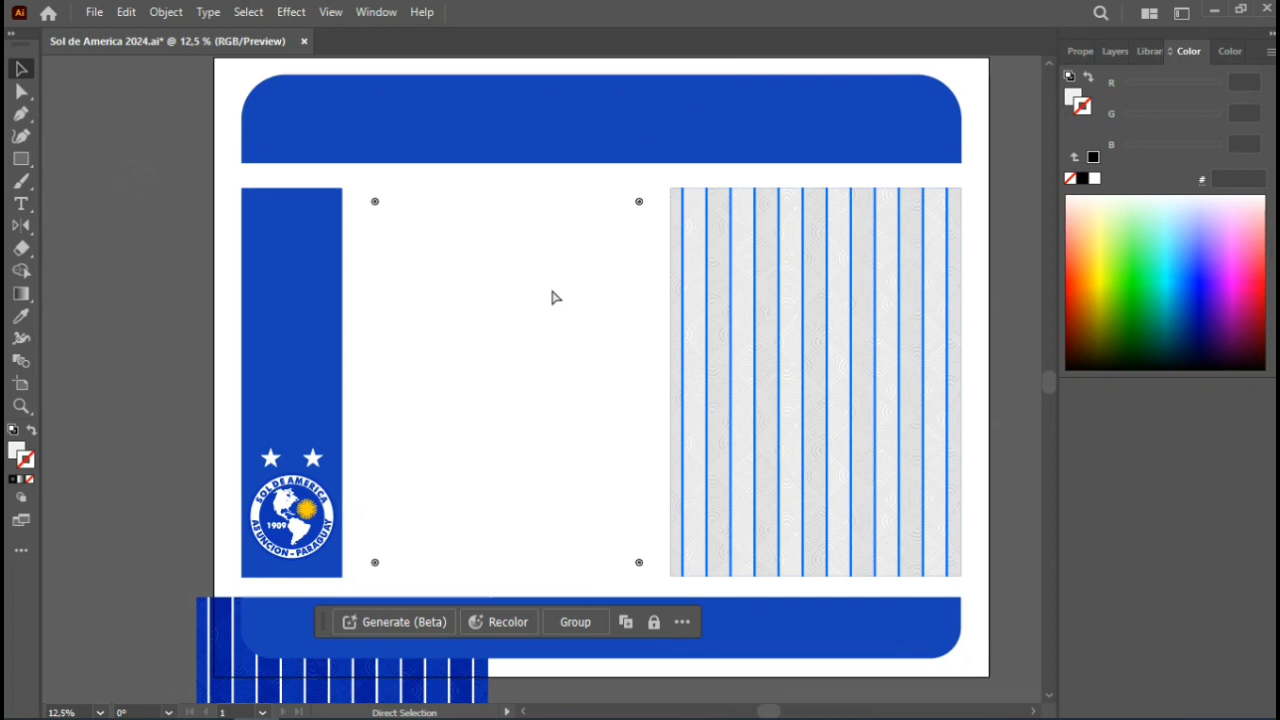 Ai File Edit Object Type Select Effect View Window Help
Sol de America 2024.ai* @ 12,5 % (RGB/Preview) ×
Prope Layers Librar Color Color
R
G
B
#
SOL DE AMERICA
1909
ASUNCION - PARAGUAY
Generate (Beta) Recolor Group
12,5% 0° 1 Direct Selection